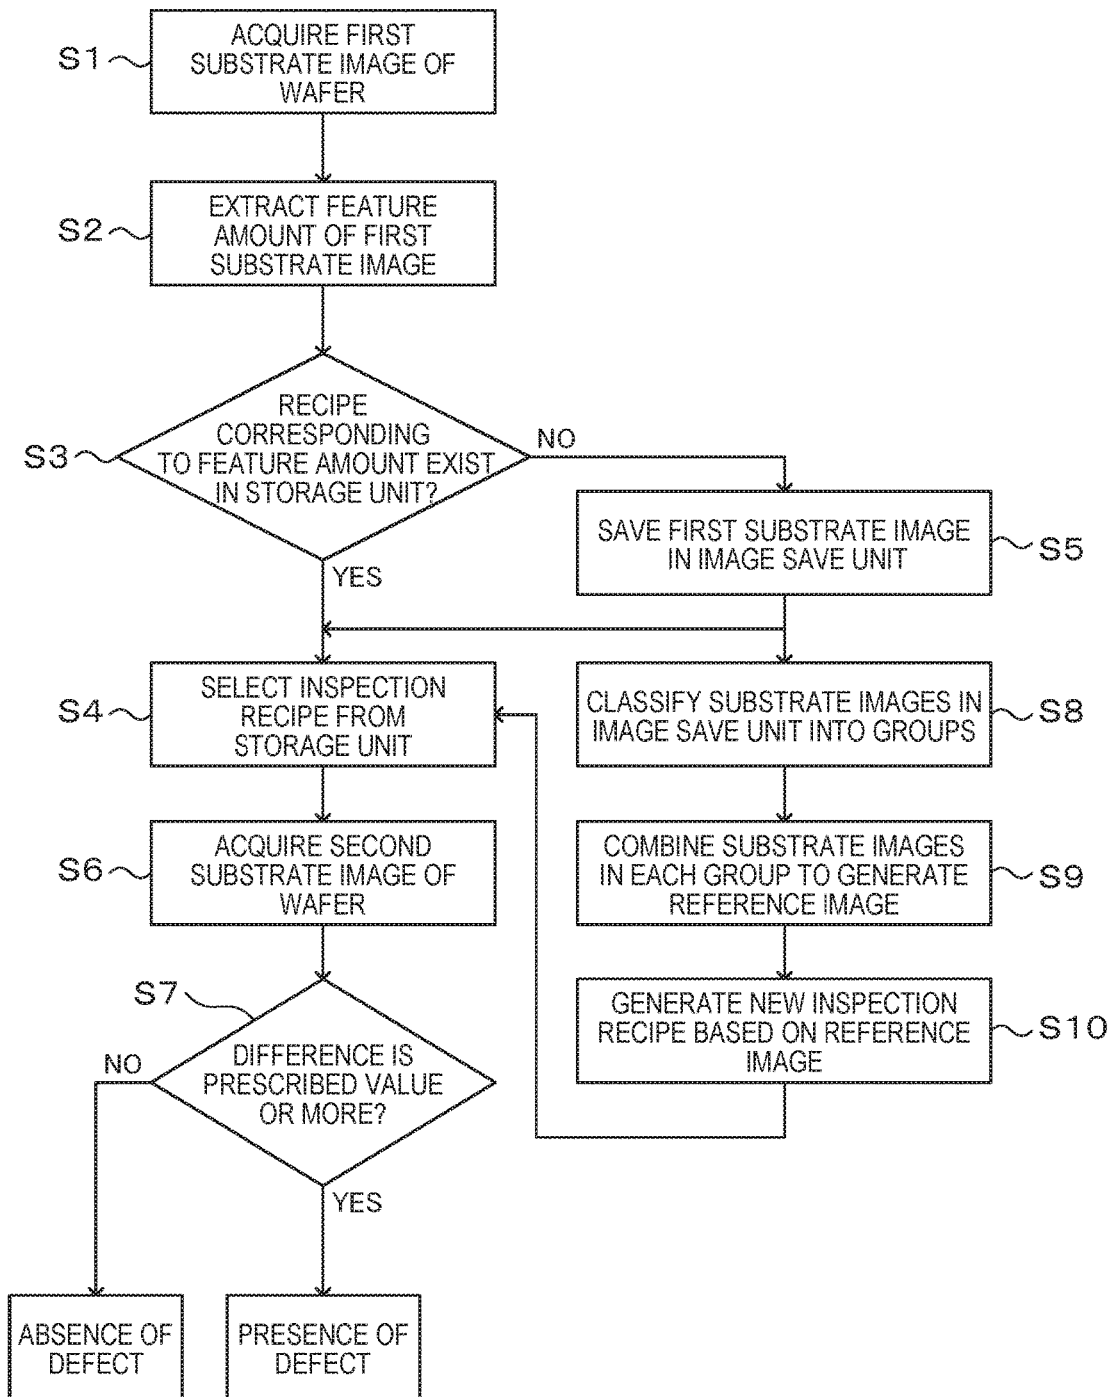 S1
ACQUIRE FIRST
SUBSTRATE IMAGE OF
WAFER
S2
EXTRACT FEATURE
AMOUNT OF FIRST
SUBSTRATE IMAGE
S3
RECIPE
CORRESPONDING
TO FEATURE AMOUNT EXIST
IN STORAGE UNIT?
NO
YES
SAVE FIRST SUBSTRATE IMAGE
IN IMAGE SAVE UNIT
S5
S4
SELECT INSPECTION
RECIPE FROM
STORAGE UNIT
CLASSIFY SUBSTRATE IMAGES IN
IMAGE SAVE UNIT INTO GROUPS
S8
S6
ACQUIRE SECOND
SUBSTRATE IMAGE OF
WAFER
COMBINE SUBSTRATE IMAGES
IN EACH GROUP TO GENERATE
REFERENCE IMAGE
S9
S7
DIFFERENCE IS
PRESCRIBED VALUE
OR MORE?
NO
YES
GENERATE NEW INSPECTION
RECIPE BASED ON REFERENCE
IMAGE
S10
ABSENCE OF
DEFECT
PRESENCE OF
DEFECT